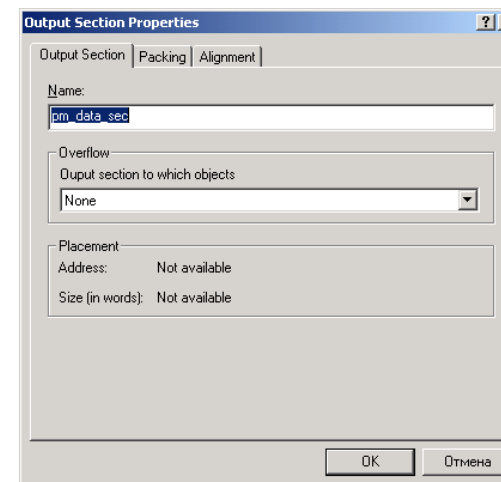 Output Section Properties
Output Section Packing Alignment
Name:
pm_data_sec
Overflow
Ouput section to which objects
None
Placement
Address: Not available
Size (in words): Not available
OK Отмена